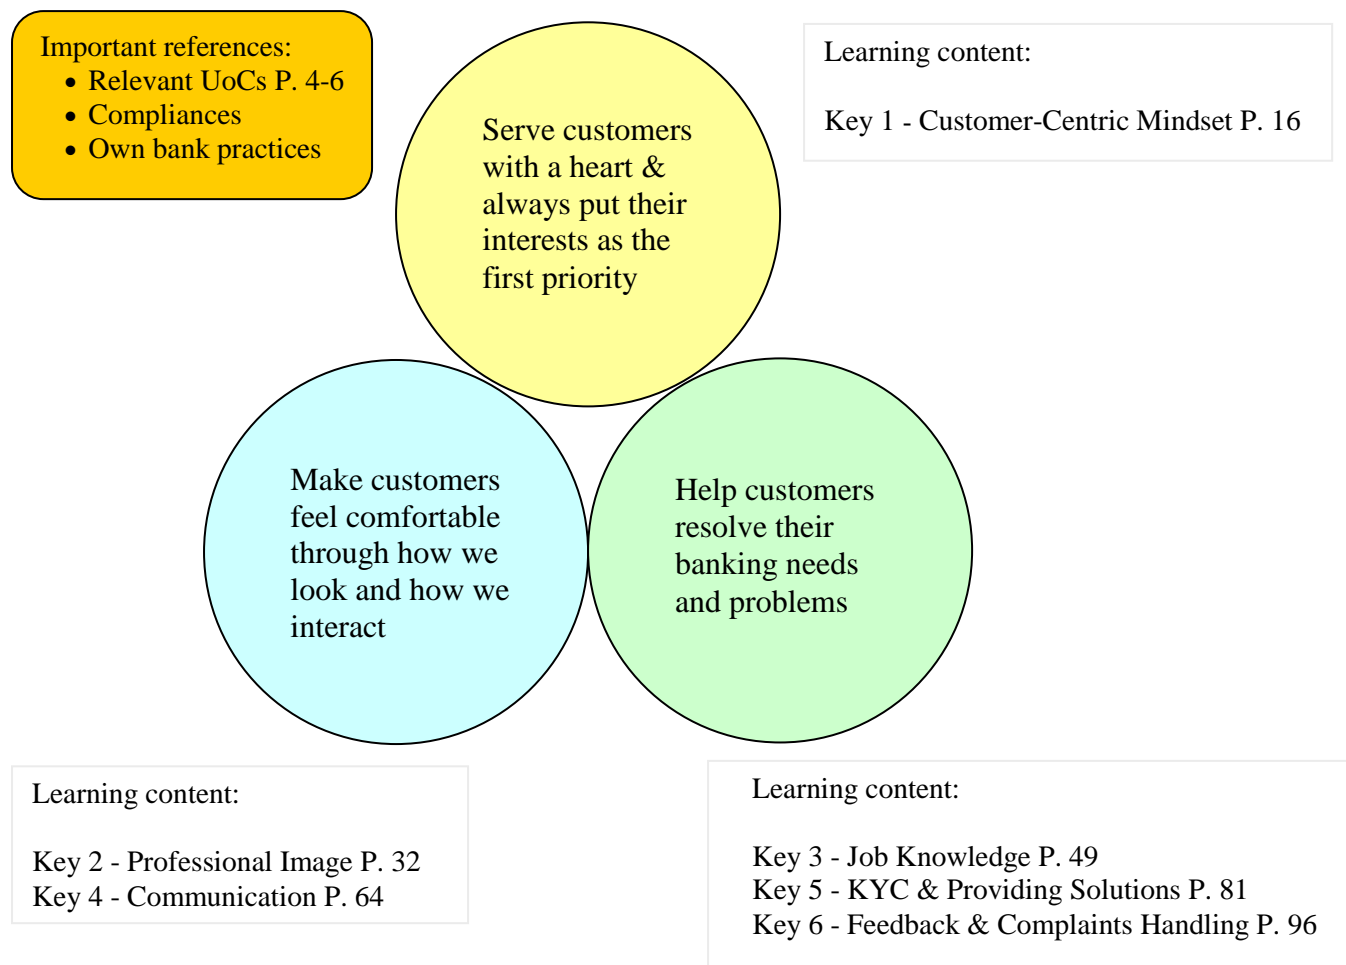 Important references:
• Relevant UoCs P. 4-6
• Compliances
• Own bank practices
Serve customers
with a heart &
always put their
interests as the
first priority
Learning content:
Key 1 - Customer-Centric Mindset P. 16
Make customers
feel comfortable
through how we
look and how we
interact
Help customers
resolve their
banking needs
and problems
Learning content:
Key 2 - Professional Image P. 32
Key 4 - Communication P. 64
Learning content:
Key 3 - Job Knowledge P. 49
Key 5 - KYC & Providing Solutions P. 81
Key 6 - Feedback & Complaints Handling P. 96